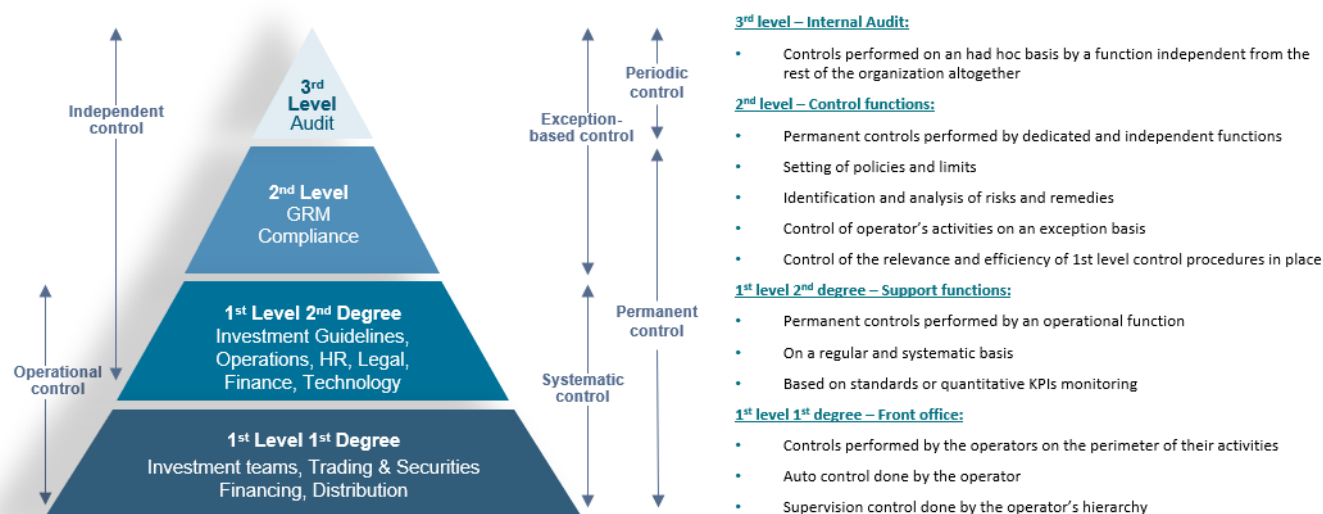 3rd
Level
Audit
2nd Level
GRM
Compliance
1st Level 2nd Degree
Investment Guidelines,
Operations, HR, Legal,
Finance, Technology
1st Level 1st Degree
Investment teams, Trading & Securities
Financing, Distribution
Independent
control
Operational
control
Exception-
based control
Systematic
control
Periodic
control
Permanent
control
3rd level – Internal Audit:
• Controls performed on an had hoc basis by a function independent from the
rest of the organization altogether
2nd level – Control functions:
• Permanent controls performed by dedicated and independent functions
• Setting of policies and limits
• Identification and analysis of risks and remedies
• Control of operator's activities on an exception basis
• Control of the relevance and efficiency of 1st level control procedures in place
1st level 2nd degree – Support functions:
• Permanent controls performed by an operational function
• On a regular and systematic basis
• Based on standards or quantitative KPIs monitoring
1st level 1st degree – Front office:
• Controls performed by the operators on the perimeter of their activities
• Auto control done by the operator
• Supervision control done by the operator's hierarchy